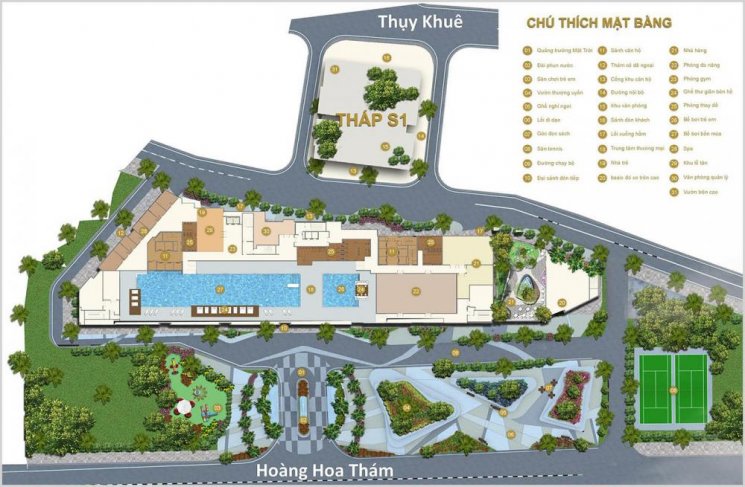 Thụy Khuê
CHÚ THÍCH MẶT BẰNG
01 Quảng trường Mặt Trời
02 Đài phun nước
03 Sân chơi trẻ em
04 Vườn thượng uyển
05 Ghế nghỉ ngơi
06 Lối đi dạo
07 Góc đọc sách
08 Sân tennis
09 Đường chạy bộ
10 Đại sảnh đón tiếp
11 Sảnh căn hộ
12 Thảm cỏ dã ngoại
13 Cổng khu căn hộ
14 Đường nội bộ
15 Khu văn phòng
16 Sảnh đón khách
17 Lối xuống hầm
18 Trung tâm thương mại
19 Nhà trẻ
21 Nhà hàng
22 Phòng đa năng
23 Phòng gym
24 Ghế thư giãn bên hồ
25 Phòng thay đồ
26 Bể bơi trẻ em
27 Bể bơi bốn mùa
28 Spa
29 Khu lễ tân
30 Văn phòng quản lý
31 Vườn trên cao
THÁP S1
Hoàng Hoa Thám